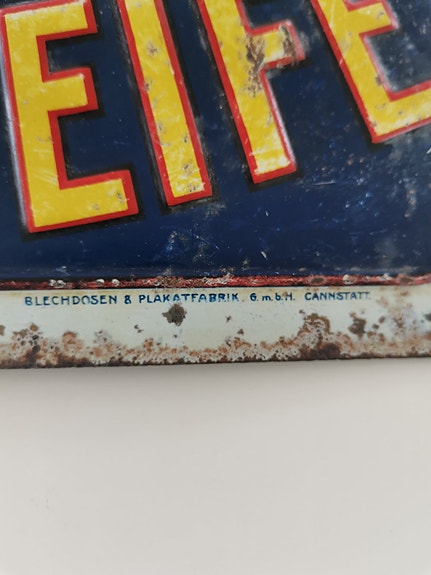 EIFE
BLECHDOSEN & PLAKATFABRIK. G.m.b.H. CANNSTATT.